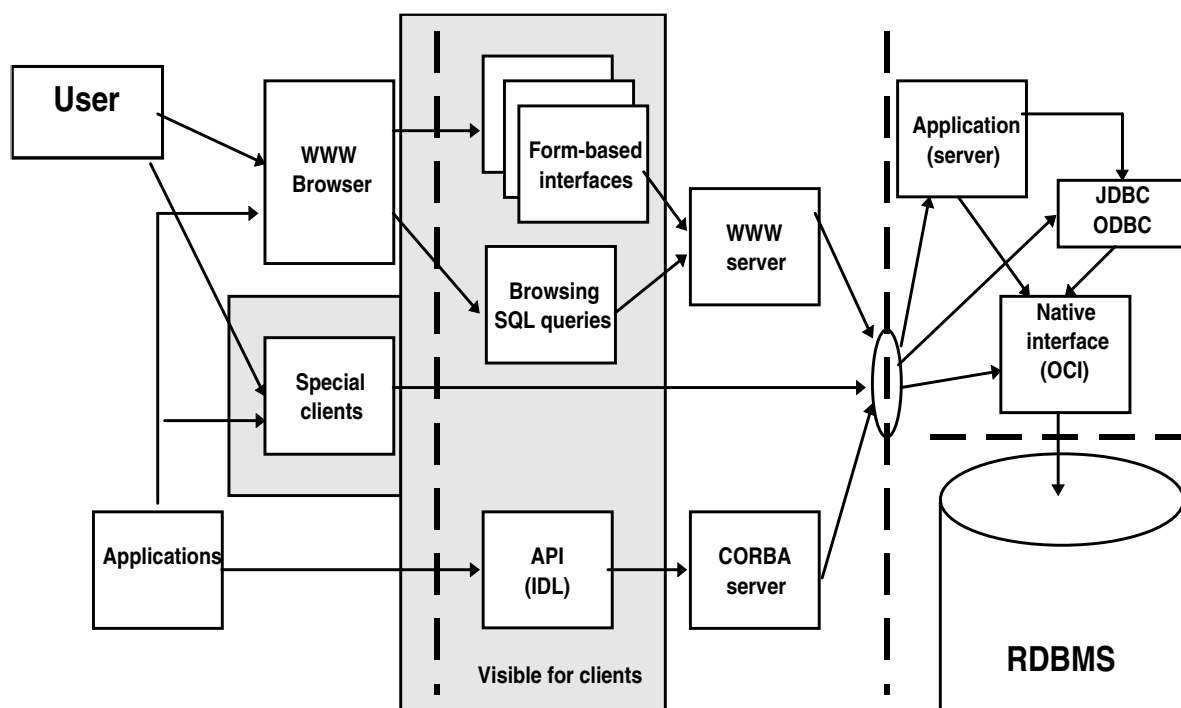 User
WWW
Browser
Form-based
interfaces
Application
(server)
JDBC
ODBC
WWW
server
Browsing
SQL queries
Native
interface
(OCI)
Special
clients
Applications
API
(IDL)
CORBA
server
RDBMS
Visible for clients